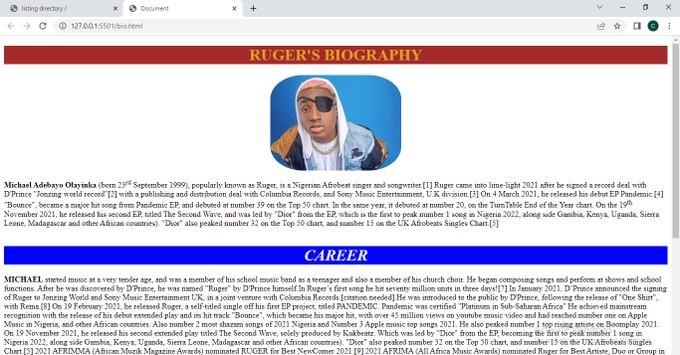 listing directory /
Document
127.0.0.1:5501/bio.html
C
RUGER'S BIOGRAPHY
Michael Adebayo Olayinka (born 23rd September 1999), popularly known as Ruger, is a Nigerian Afrobeat singer and songwriter.[1] Ruger came into lime-light 2021 after he signed a record deal with
D'Prince "Jonzing world record"[2] with a publishing and distribution deal with Columbia Records, and Sony Music Entertainment, U.K division.[3] On 4 March 2021, he released his debut EP Pandemic.[4]
"Bounce", became a major hit song from Pandemic EP, and debuted at number 39 on the Top 50 chart. In the same year, it debuted at number 20, on the TurnTable End of the Year chart. On the 19th
November 2021, he released his second EP, titled The Second Wave, and was led by "Dior" from the EP, which is the first to peak number 1 song in Nigeria 2022, along side Gambia, Kenya, Uganda, Sierra
Leone, Madagascar and other African countries). "Dior" also peaked number 32 on the Top 50 chart, and number 15 on the UK Afrobeats Singles Chart.[5]
CAREER
MICHAEL started music at a very tender age, and was a member of his school music band as a teenager and also a member of his church choir. He began composing songs and perform at shows and school
functions. After he was discovered by D'Prince, he was named "Ruger" by D'Prince himself.In Ruger's first song he hit seventy million units in three days![7] In January 2021, D'Prince announced the signing
of Ruger to Jonzing World and Sony Music Entertainment UK, in a joint venture with Columbia Records.[citation needed] He was introduced to the public by D'Prince, following the release of "One Shirt",
with Rema.[8] On 19 February 2021, he released Ruger, a self-titled single off his first EP project, titled PANDEMIC. Pandemic was certified "Platinum in Sub-Saharan Africa" He achieved mainstream
recognition with the release of his debut extended play and its hit track "Bounce", which became his major hit, with over 45 million views on youtube music video and had reached number one on Apple
Music in Nigeria, and other African countries. Also number 2 most shazam songs of 2021 Nigeria and Number 3 Apple music top songs 2021. He also peaked number 1 top rising artiste on Boomplay 2021.
On 19 November 2021, he released his second extended play titled The Second Wave, solely produced by Kukbeatz. Which was led by "Dior" from the EP, becoming the first to peak number 1 song in
Nigeria 2022, along side Gambia, Kenya, Uganda, Sierra Leone, Madagascar and other African countries). "Dior" also peaked number 32 on the Top 50 chart, and number 15 on the UK Afrobeats Singles
Chart.[5] 2021 AFRIMMA (African Muzik Magazine Awards) nominated RUGER for Best NewComer 2021 [9] 2021 AFRIMA (All Africa Music Awards) nominated Ruger for Best Artiste, Duo or Group in